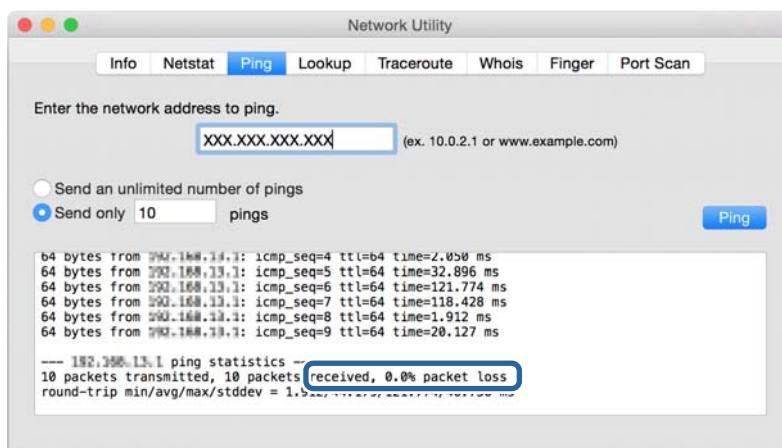 Network Utility
Info Netstat Ping Lookup Traceroute Whois Finger Port Scan
Enter the network address to ping.
XXX.XXX.XXX.XXX (ex. 10.0.2.1 or www.example.com)
Send an unlimited number of pings
Send only 10 pings
Ping
64 bytes from icmp_seq=4 ttl=64 time=2.050 ms
64 bytes from icmp_seq=5 ttl=64 time=32.896 ms
64 bytes from icmp_seq=6 ttl=64 time=121.774 ms
64 bytes from icmp_seq=7 ttl=64 time=118.428 ms
64 bytes from icmp_seq=8 ttl=64 time=1.912 ms
64 bytes from icmp_seq=9 ttl=64 time=20.127 ms
--- ping statistics
10 packets transmitted, 10 packets received, 0.0% packet loss
round-trip min/avg/max/stddev = ms